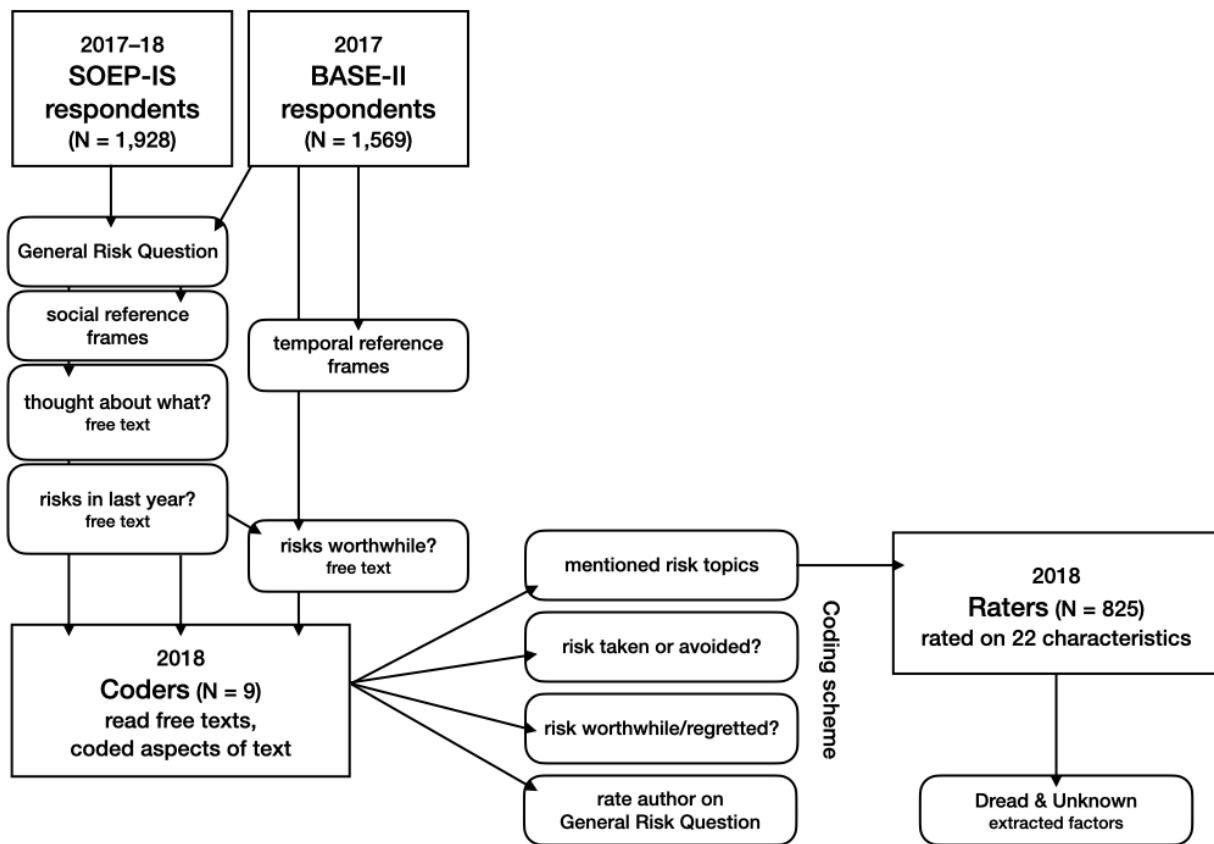 2017–18
SOEP-IS
respondents
(N = 1,928)
2017
BASE-II
respondents
(N = 1,569)
General Risk Question
social reference
frames
temporal reference
frames
thought about what?
free text
risks in last year?
free text
risks worthwhile?
free text
2018
Coders (N = 9)
read free texts,
coded aspects of text
mentioned risk topics
risk taken or avoided?
risk worthwhile/regretted?
rate author on
General Risk Question
Coding scheme
2018
Raters (N = 825)
rated on 22 characteristics
Dread & Unknown
extracted factors